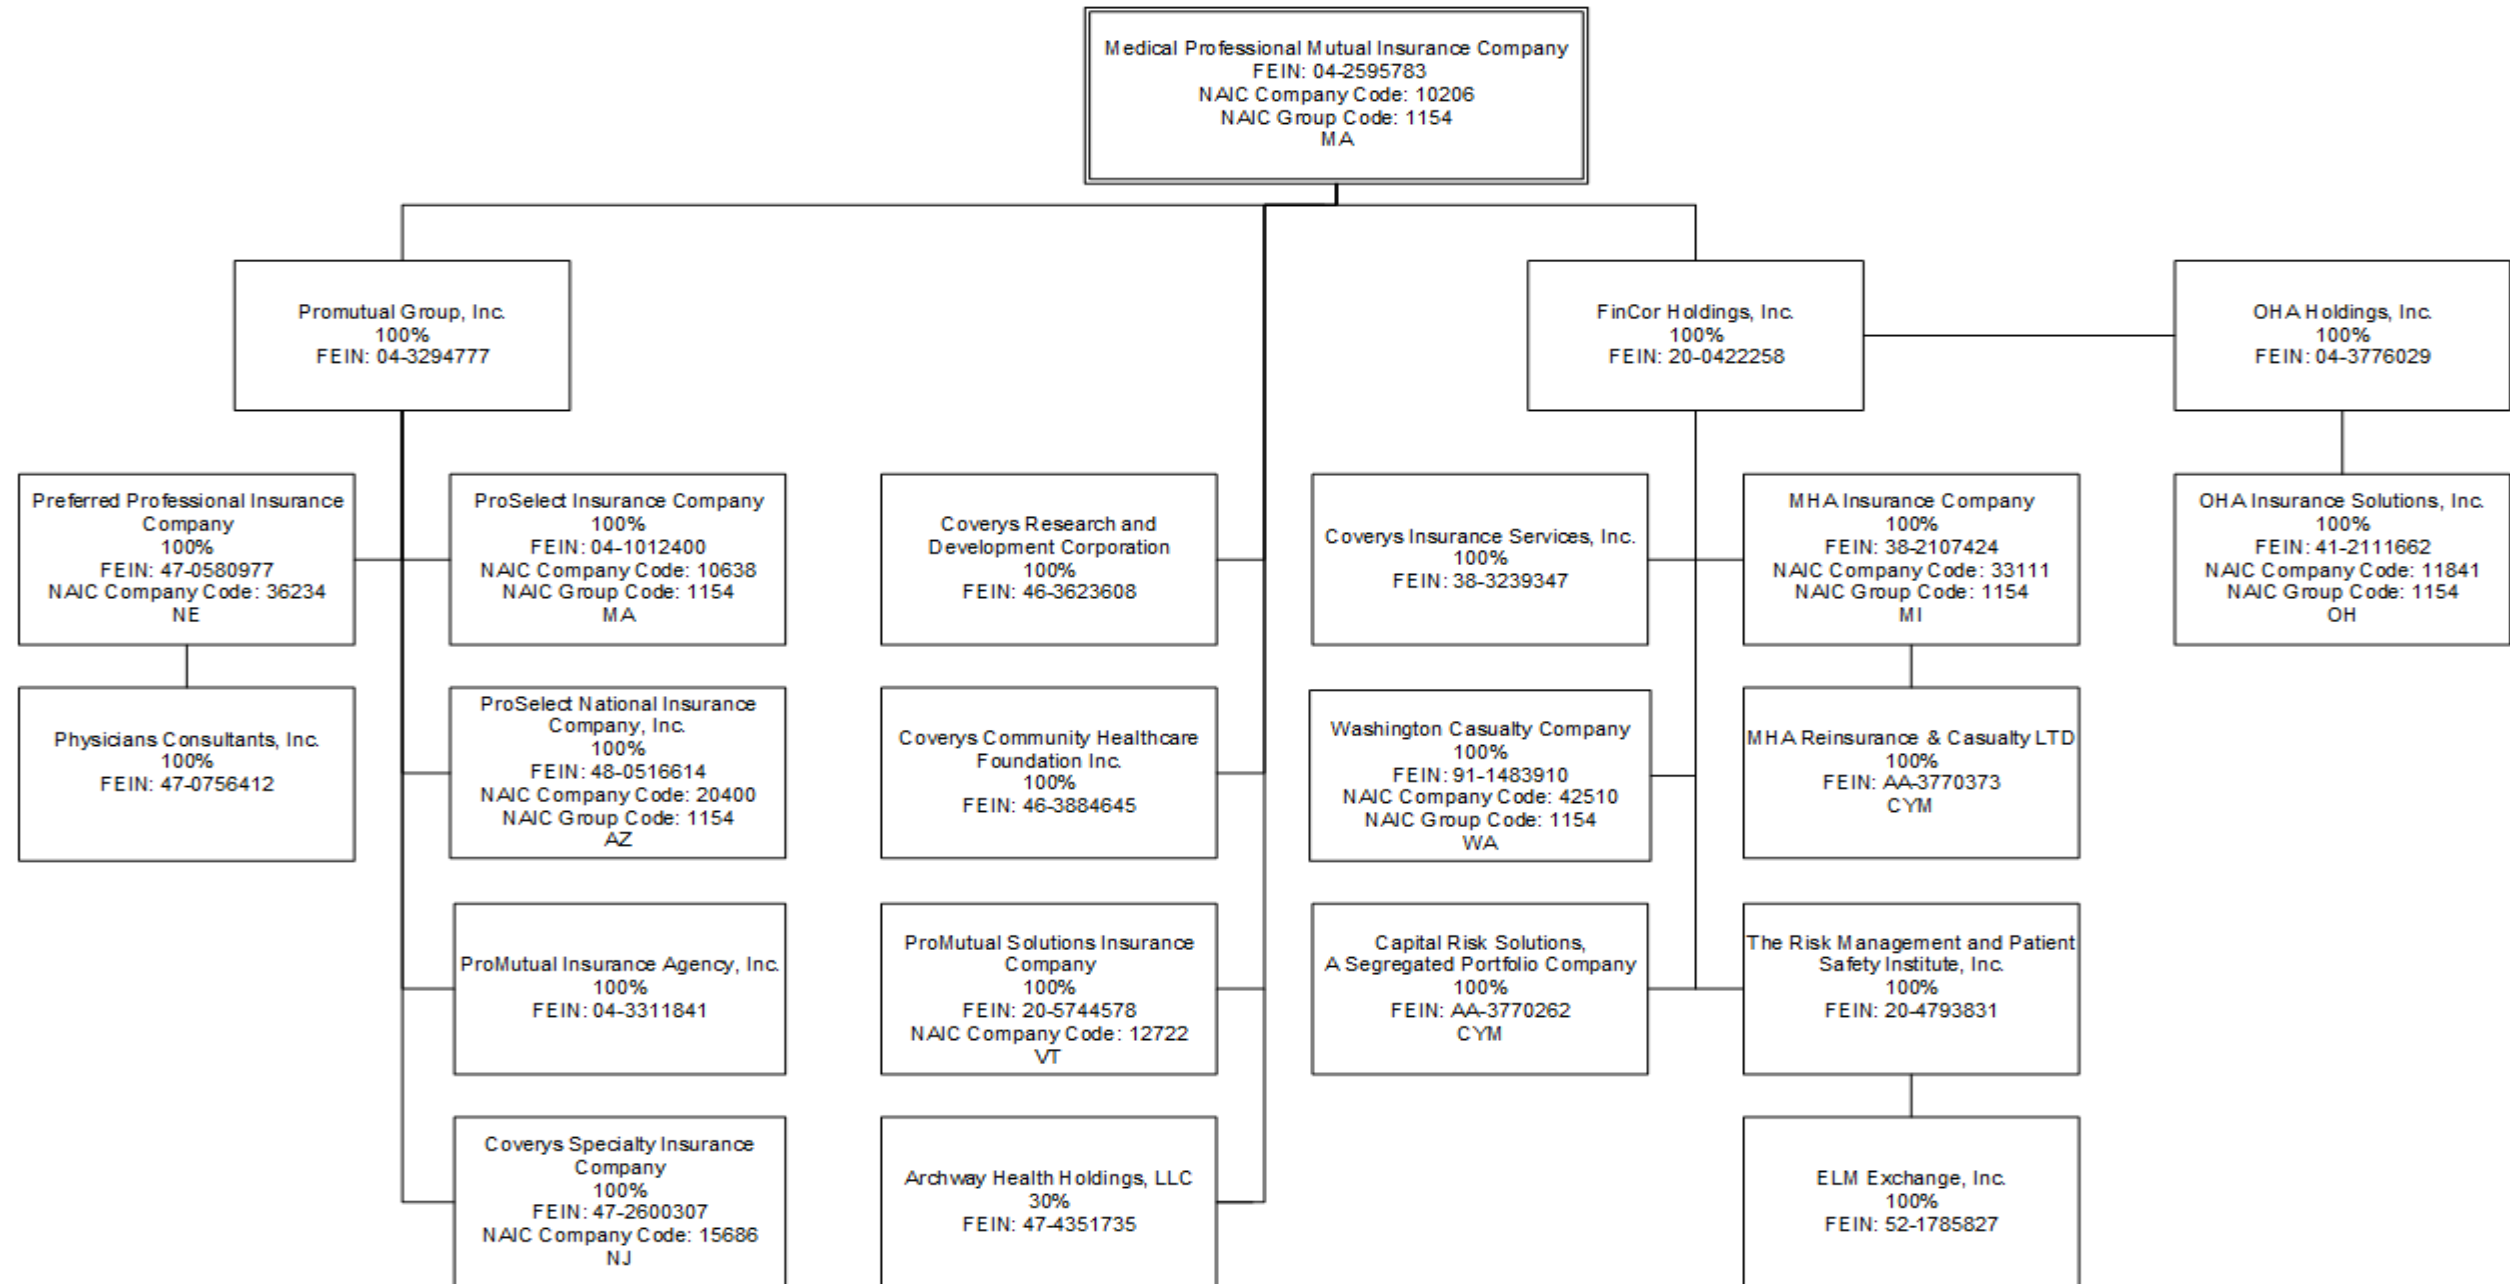 Medical Professional Mutual Insurance Company
FEIN: 04-2595783
NAIC Company Code: 10206
NAIC Group Code: 1154
MA
Promutual Group, Inc.
100%
FEIN: 04-3294777
FinCor Holdings, Inc.
100%
FEIN: 20-0422258
OHA Holdings, Inc.
100%
FEIN: 04-3776029
Preferred Professional Insurance
Company
100%
FEIN: 47-0580977
NAIC Company Code: 36234
NE
ProSelect Insurance Company
100%
FEIN: 04-1012400
NAIC Company Code: 10638
NAIC Group Code: 1154
MA
Coverys Research and
Development Corporation
100%
FEIN: 46-3623608
Coverys Insurance Services, Inc.
100%
FEIN: 38-3239347
MHA Insurance Company
100%
FEIN: 38-2107424
NAIC Company Code: 33111
NAIC Group Code: 1154
MI
OHA Insurance Solutions, Inc.
100%
FEIN: 41-2111662
NAIC Company Code: 11841
NAIC Group Code: 1154
OH
Physicians Consultants, Inc.
100%
FEIN: 47-0756412
ProSelect National Insurance
Company, Inc.
100%
FEIN: 48-0516614
NAIC Company Code: 20400
NAIC Group Code: 1154
AZ
Coverys Community Healthcare
Foundation Inc.
100%
FEIN: 46-3884645
Washington Casualty Company
100%
FEIN: 91-1483910
NAIC Company Code: 42510
NAIC Group Code: 1154
WA
MHA Reinsurance & Casualty LTD
100%
FEIN: AA-3770373
CYM
ProMutual Insurance Agency, Inc.
100%
FEIN: 04-3311841
ProMutual Solutions Insurance
Company
100%
FEIN: 20-5744578
NAIC Company Code: 12722
VT
Capital Risk Solutions,
A Segregated Portfolio Company
100%
FEIN: AA-3770262
CYM
The Risk Management and Patient
Safety Institute, Inc.
100%
FEIN: 20-4793831
Coverys Specialty Insurance
Company
100%
FEIN: 47-2600307
NAIC Company Code: 15686
NJ
Archway Health Holdings, LLC
30%
FEIN: 47-4351735
ELM Exchange, Inc.
100%
FEIN: 52-1785827